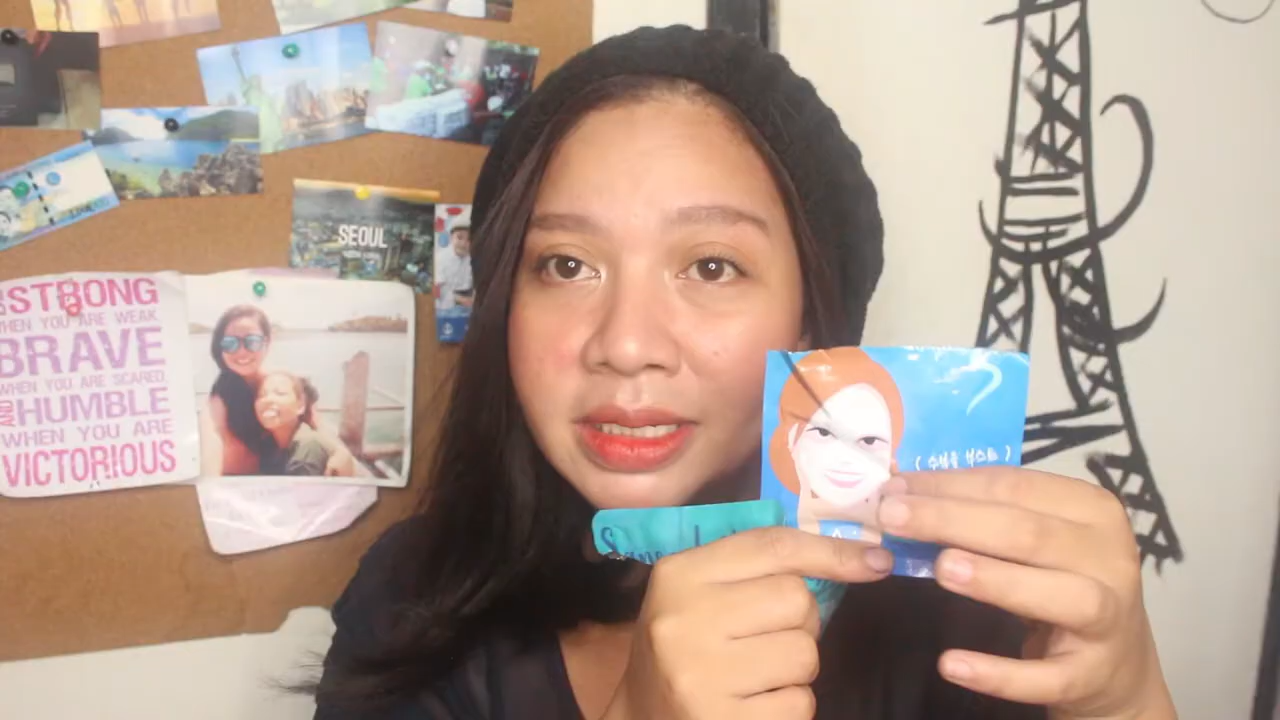 STRONG
WHEN YOU ARE WEAK,
BRAVE
WHEN YOU ARE SCARED,
AND HUMBLE
WHEN YOU ARE
VICTORIOUS
SEOUL
( 수분을 부스트 )